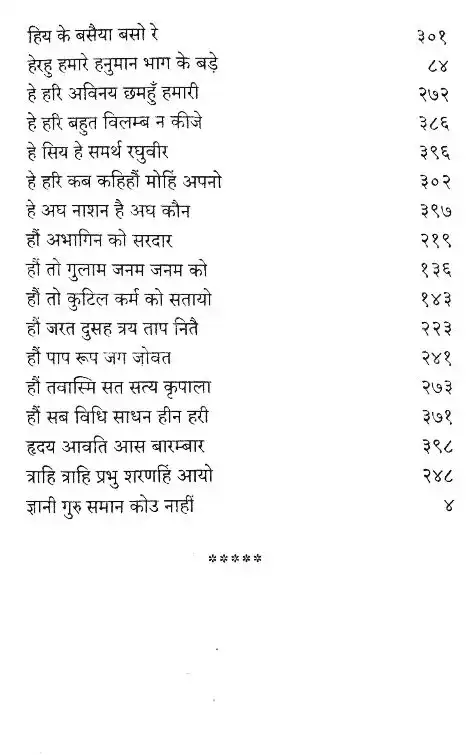 हिय के बसैया बसो रे ३०१
हेरहु हमारे हनुमान भाग के बड़े ८४
हे हरि अविनय छमहुँ हमारी २७२
हे हरि बहुत विलम्ब न कीजे ३८६
हे सिय हे समर्थ रघुवीर ३९६
हे हरि कब कहिहौं मोहिं अपनो ३०२
हे अघ नाशन है अघ कौन ३९७
हौं अभागिन को सरदार २१९
हौं तो गुलाम जनम जनम को १३६
हौं तो कुटिल कर्म को सतायो १४३
हौं जरत दुसह त्रय ताप नितै २२३
हौं पाप रूप जग जोवत २४१
हौं तवास्मि सत सत्य कृपाला २७३
हौं सब विधि साधन हीन हरी ३७१
हृदय आवति आस बारम्बार ३९८
त्राहि त्राहि प्रभु शरणहिं आयो २४८
ज्ञानी गुरु समान कोउ नाहीं ४
*****